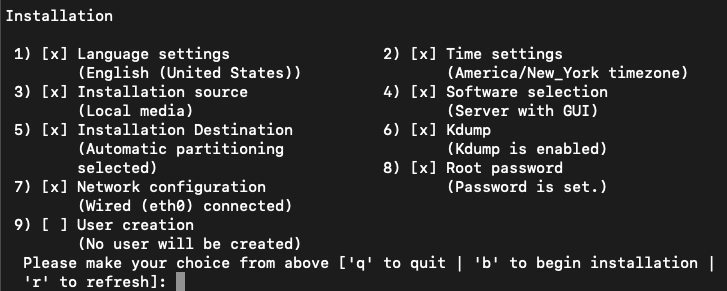 Installation
1) [x] Language settings                 2) [x] Time settings
       (English (United States))                (America/New_York timezone)
3) [x] Installation source               4) [x] Software selection
       (Local media)                            (Server with GUI)
5) [x] Installation Destination          6) [x] Kdump
       (Automatic partitioning                  (Kdump is enabled)
       selected)                         8) [x] Root password
7) [x] Network configuration                    (Password is set.)
       (Wired (eth0) connected)
9) [ ] User creation
       (No user will be created)
Please make your choice from above ['q' to quit | 'b' to begin installation |
'r' to refresh]: